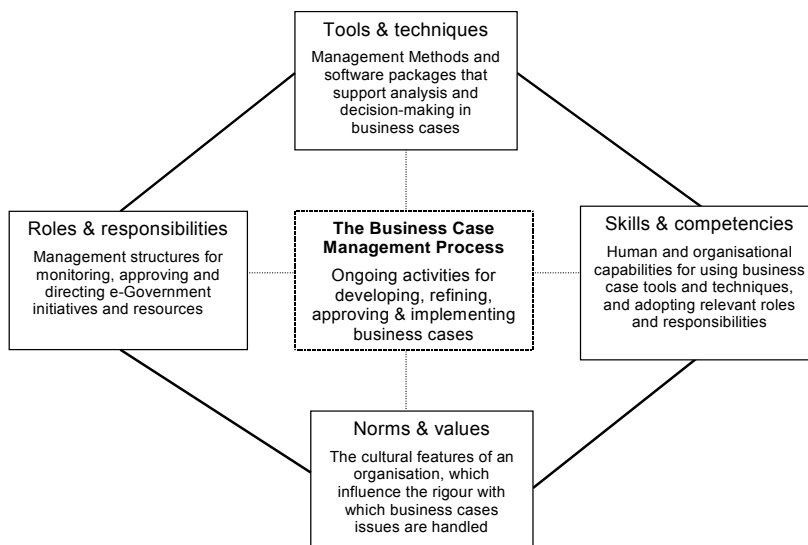 Tools & techniques
Management Methods and
software packages that
support analysis and
decision-making in
business cases
Roles & responsibilities
Management structures for
monitoring, approving and
directing e-Government
initiatives and resources
The Business Case
Management Process
Ongoing activities for
developing, refining,
approving & implementing
business cases
Skills & competencies
Human and organisational
capabilities for using business
case tools and techniques,
and adopting relevant roles
and responsibilities
Norms & values
The cultural features of an
organisation, which
influence the rigour with
which business cases
issues are handled